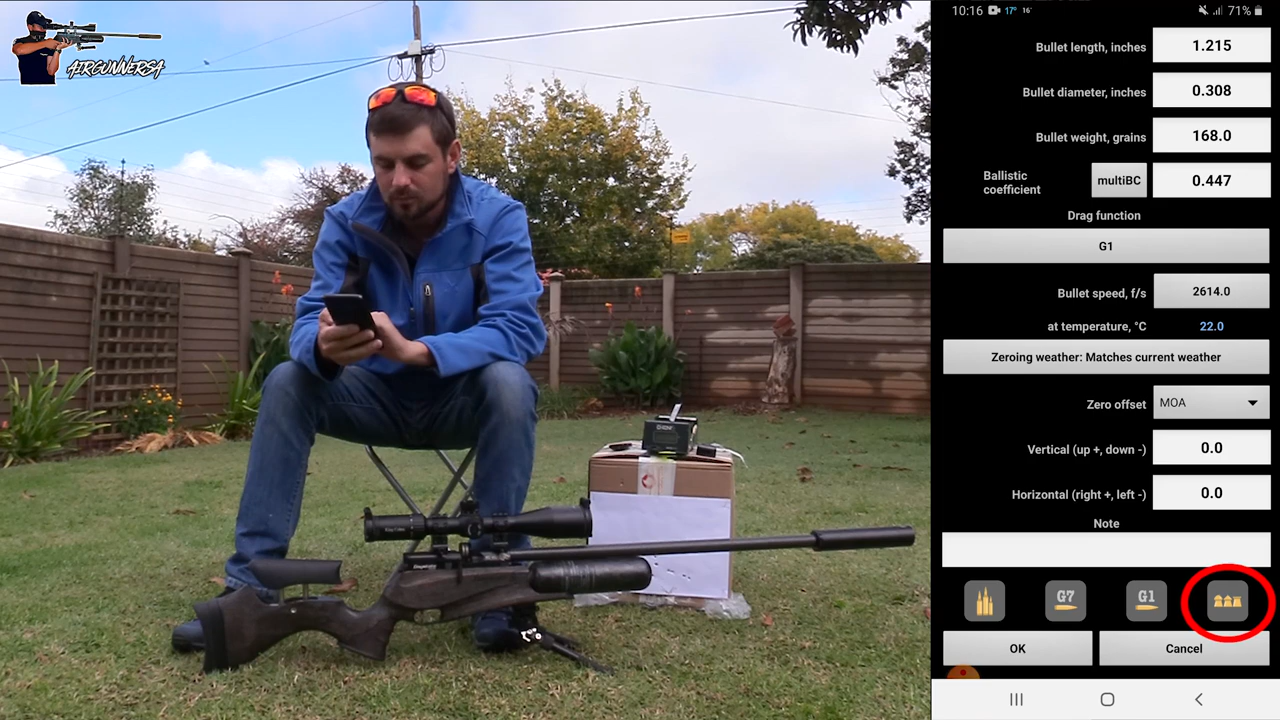 AIRGUNNERSA
10:16 17° 16' 71%
Bullet length, inches 1.215
Bullet diameter, inches 0.308
Bullet weight, grains 168.0
Ballistic coefficient multiBC 0.447
Drag function
G1
Bullet speed, f/s 2614.0
at temperature, °C 22.0
Zeroing weather: Matches current weather
Zero offset MOA
Vertical (up +, down -) 0.0
Horizontal (right +, left -) 0.0
Note
G7 G1
OK Cancel